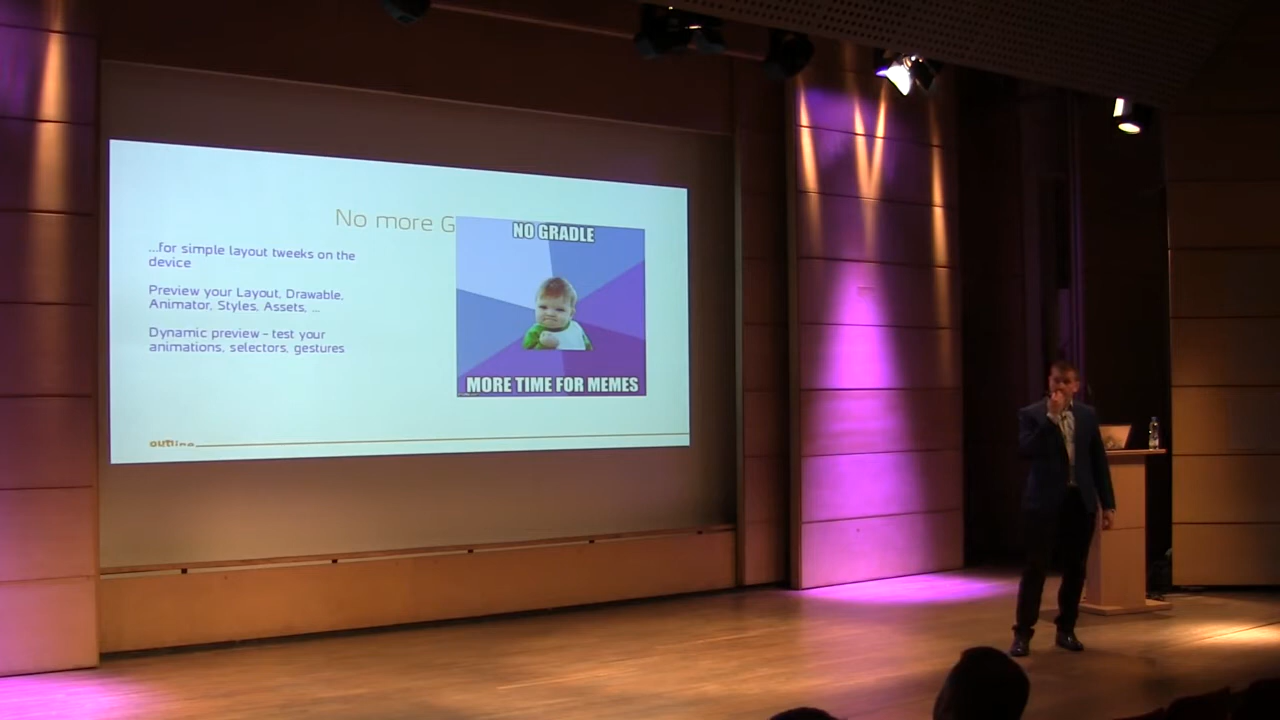 No more G
...for simple layout tweeks on the
device
Preview your Layout, Drawable,
Animator, Styles, Assets, ...
Dynamic preview - test your
animations, selectors, gestures
NO GRADLE
MORE TIME FOR MEMES
outline